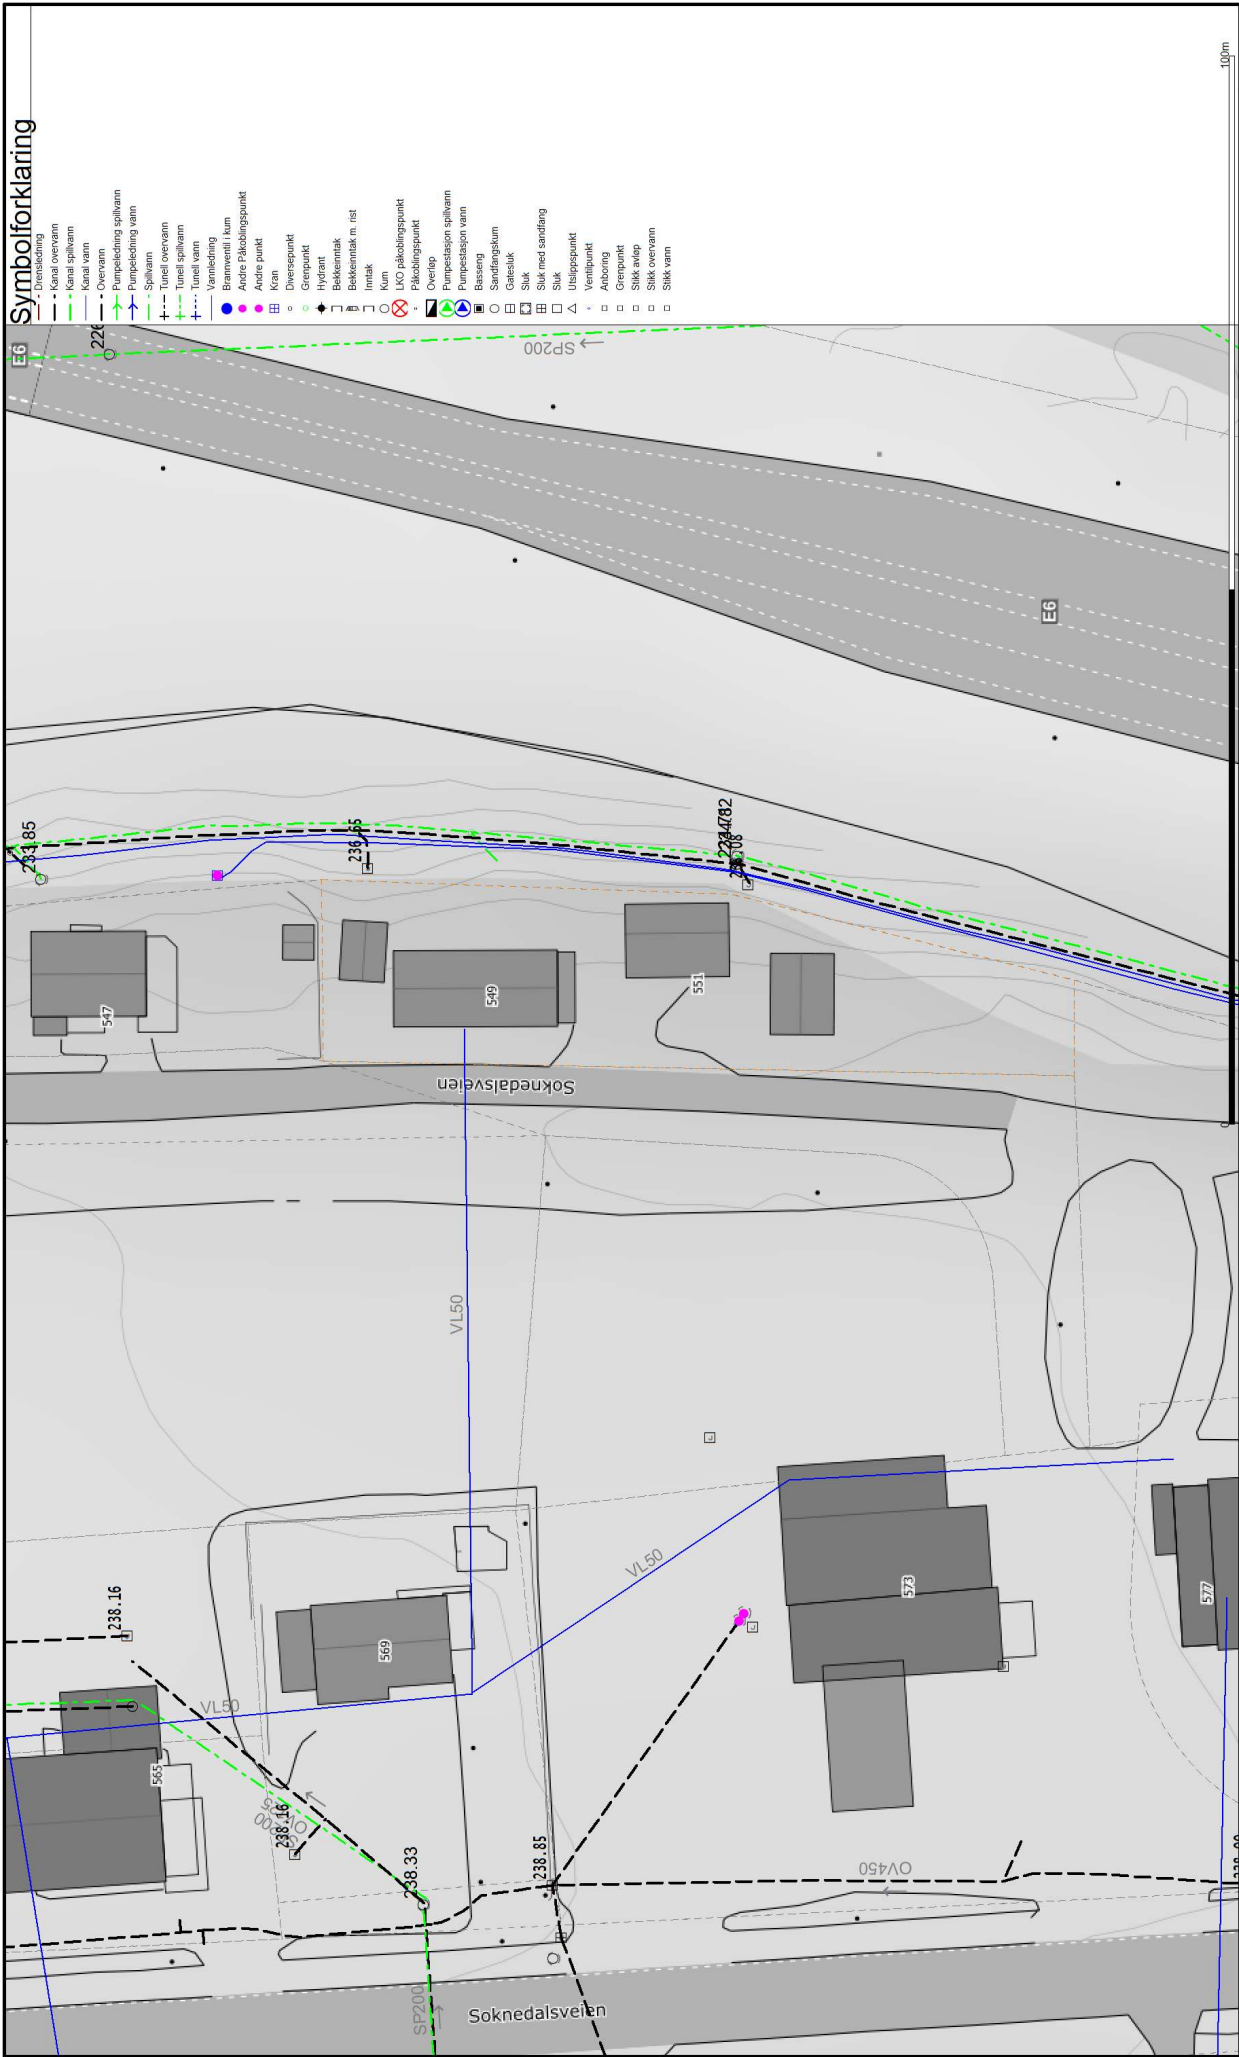 Symbolforklaring
Drensledning
Kanal overvann
Kanal spillvann
Kanal vann
Overvann
Pumpeledning spillvann
Pumpeledning vann
Spillvann
Tunell overvann
Tunell spillvann
Tunell vann
Vannledning
Brannventil i kum
Andre Påkoblingspunkt
Andre punkt
Kran
Diversepunkt
Grenpunkt
Hydrant
Bekkeinntak
Bekkeinntak m. rist
Inntak
Kum
LKO påkoblingspunkt
Påkoblingspunkt
Overløp
Pumpestasjon spillvann
Pumpestasjon vann
Basseng
Sandfangskum
Gatesluk
Sluk
Sluk med sandfang
Sluk
Utslippspunkt
Ventilpunkt
Anboring
Grenpunkt
Stikk avløp
Stikk overvann
Stikk vann
100m
0
E6
226
SP200
E6
233.85
547
549
551
Soknedalsveien
VL50
238.16
VL50
569
VL50
573
577
565
238.16
238.33
238.85
OV450
SP200
Soknedalsveien